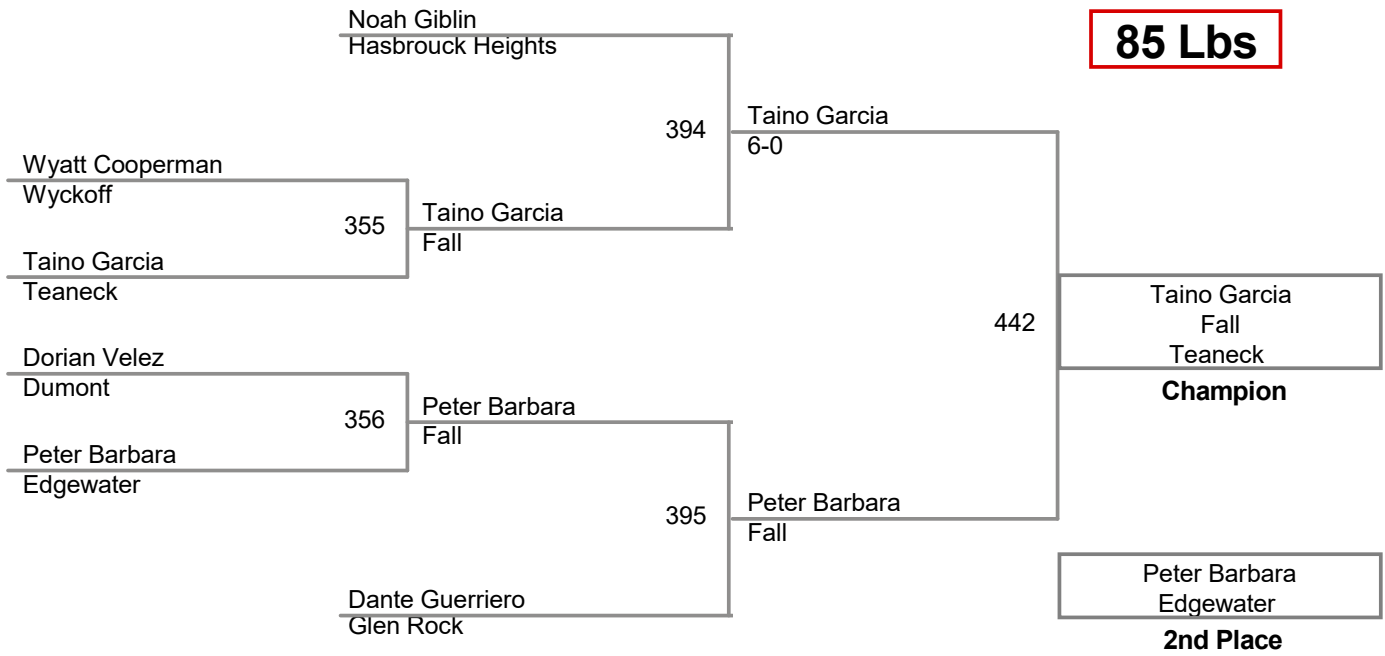 Noah Giblin
Hasbrouck Heights
85 Lbs
394
Taino Garcia
6-0
Wyatt Cooperman
Wyckoff
355
Taino Garcia
Fall
Taino Garcia
Teaneck
442
Taino Garcia
Fall
Teaneck
Champion
Dorian Velez
Dumont
356
Peter Barbara
Fall
Peter Barbara
Edgewater
395
Peter Barbara
Fall
Dante Guerriero
Glen Rock
Peter Barbara
Edgewater
2nd Place